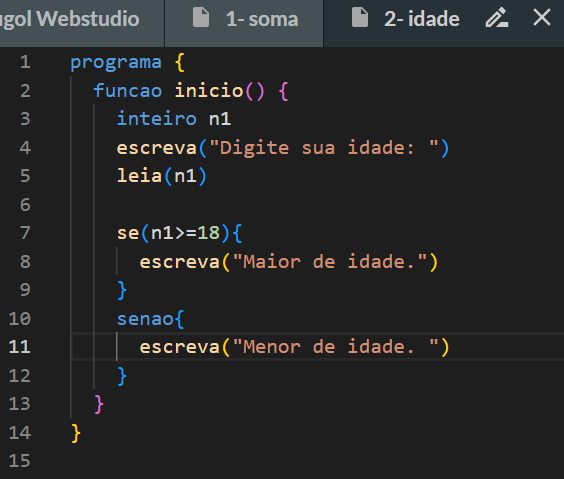 ugol Webstudio 1- soma 2- idade
1 programa {
2 funcao inicio() {
3 inteiro n1
4 escreva("Digite sua idade: ")
5 leia(n1)
6
7 se(n1>=18){
8 escreva("Maior de idade.")
9 }
10 senao{
11 escreva("Menor de idade. ")
12 }
13 }
14 }
15